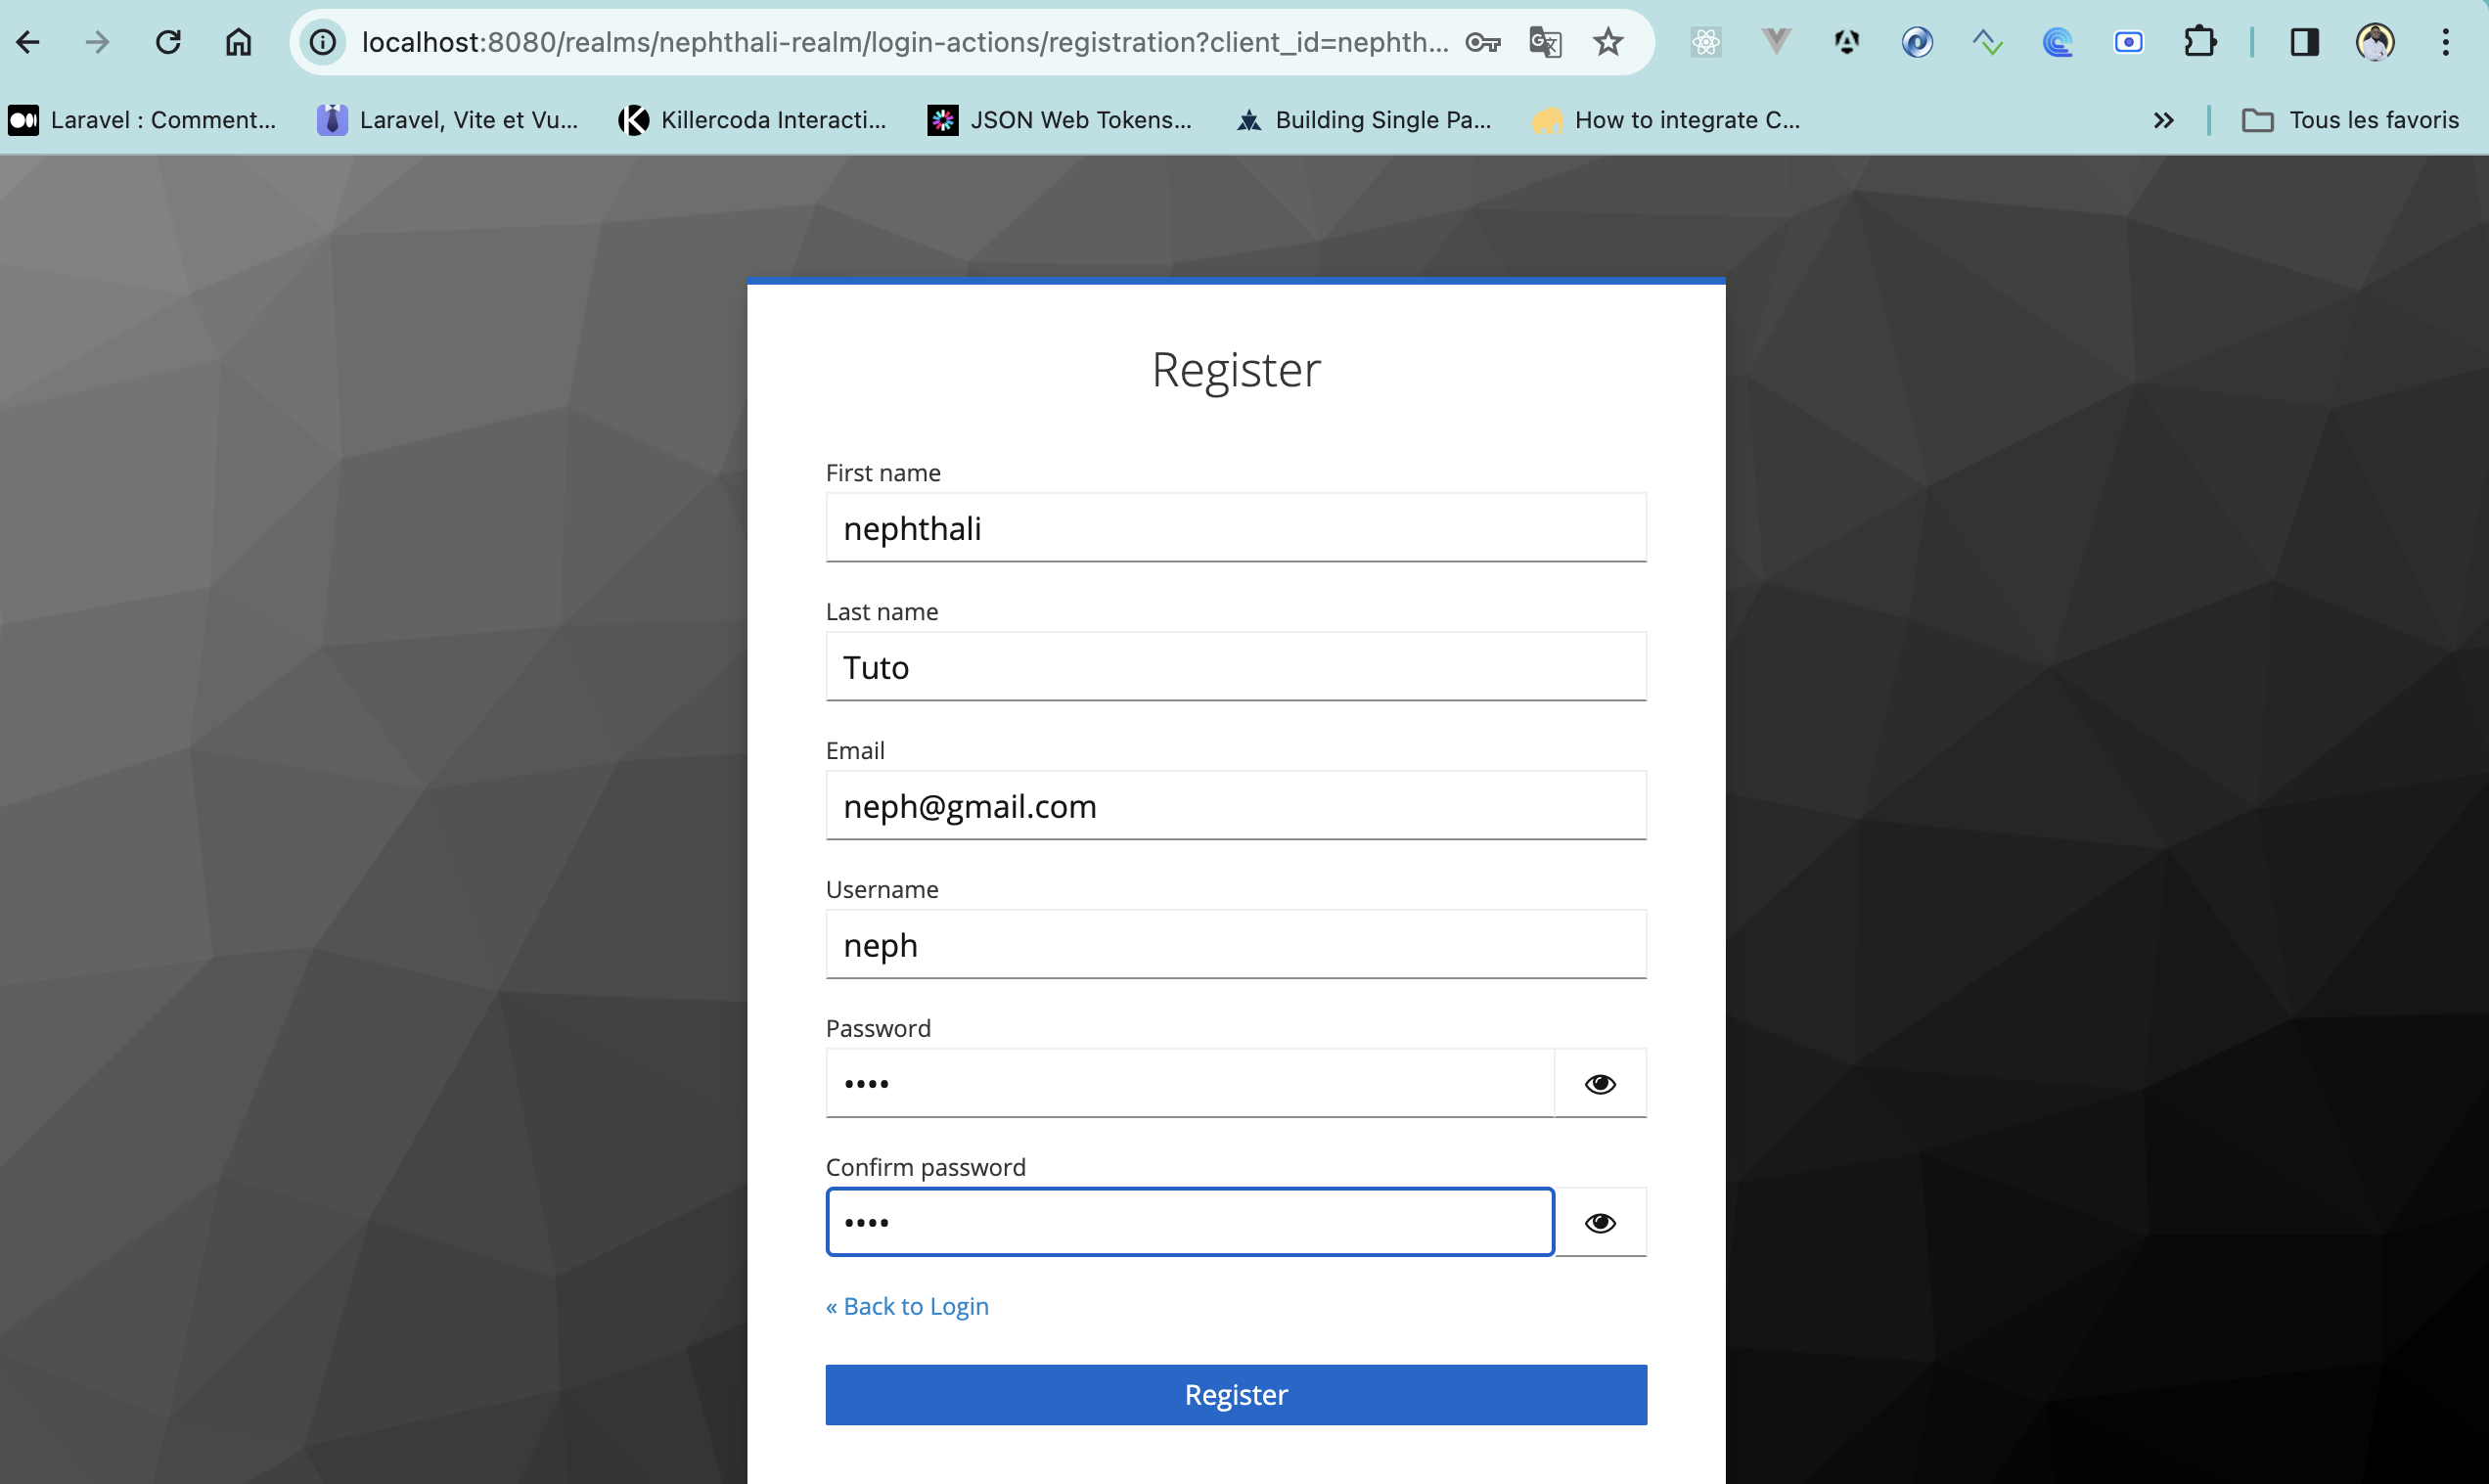 localhost:8080/realms/nephthali-realm/login-actions/registration?client_id=nephth...
Laravel : Comment...
Laravel, Vite et Vu...
Killercoda Interacti...
JSON Web Tokens...
Building Single Pa...
How to integrate C...
Tous les favoris
Register
First name
nephthali
Last name
Tuto
Email
neph@gmail.com
Username
neph
Password
••••
Confirm password
••••
« Back to Login
Register